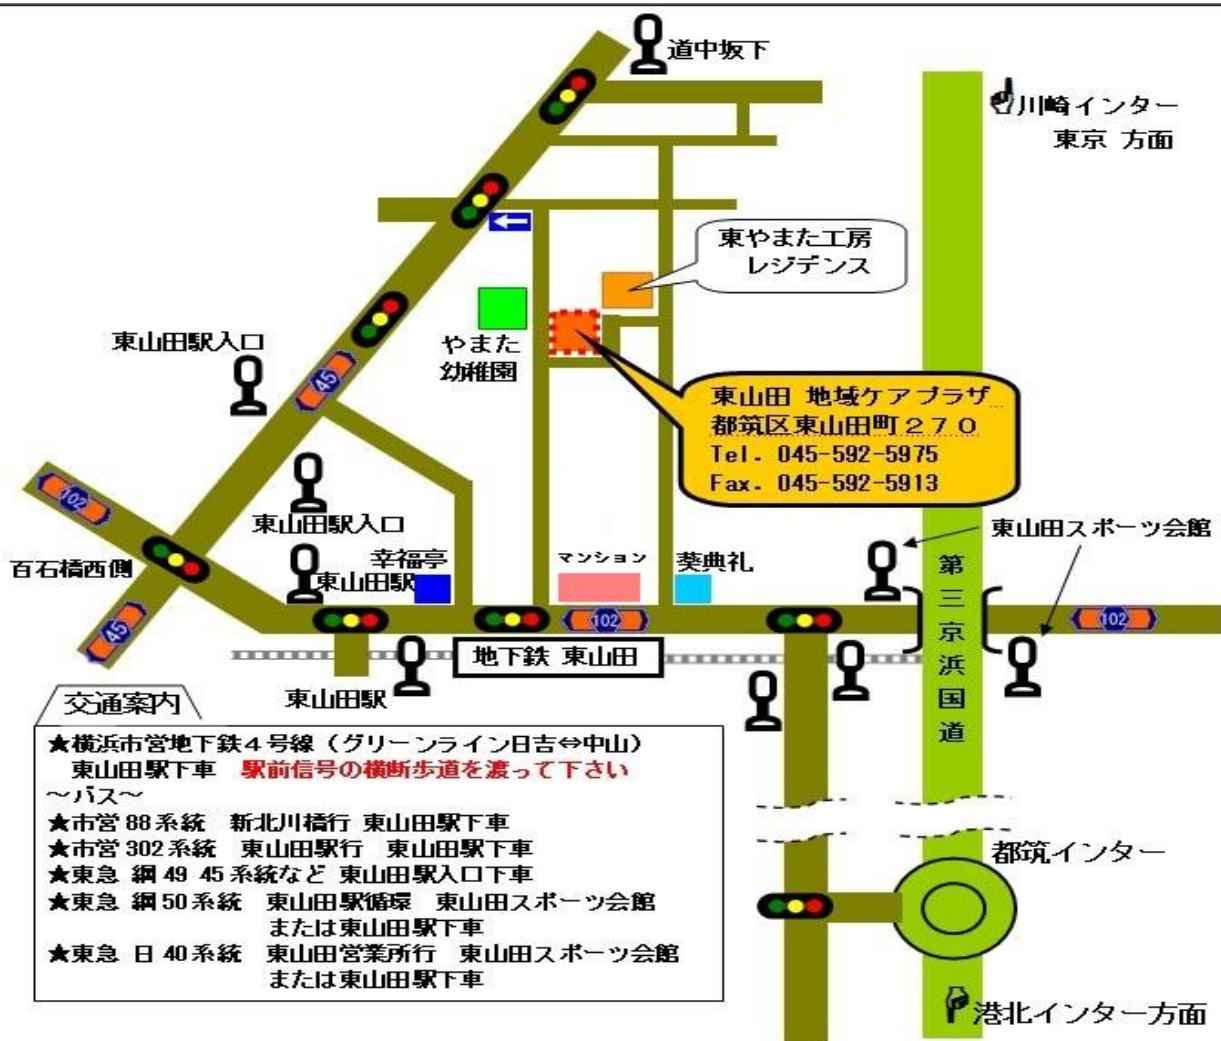 道中坂下
川崎インター
東京 方面
東やまた工房
レジデンス
東山田駅入口
やまた
幼稚園
45
東山田 地域ケアプラザ
都筑区東山田町270
Tel. 045-592-5975
Fax. 045-592-5913
102
東山田駅入口
東山田スポーツ会館
百石橋西側
東山田駅
幸福亭
マンション
葵典礼
第三京浜国道
45
102
102
地下鉄 東山田
東山田駅
交通案内
★横浜市営地下鉄4号線(グリーンライン日吉⇔中山)
東山田駅下車 駅前信号の横断歩道を渡って下さい
~バス~
★市営88系統 新北川橋行 東山田駅下車
★市営302系統 東山田駅行 東山田駅下車
★東急 綱49 45系統など 東山田駅入口下車
★東急 綱50系統 東山田駅循環 東山田スポーツ会館
または東山田駅下車
★東急 日40系統 東山田営業所行 東山田スポーツ会館
または東山田駅下車
都筑インター
港北インター方面